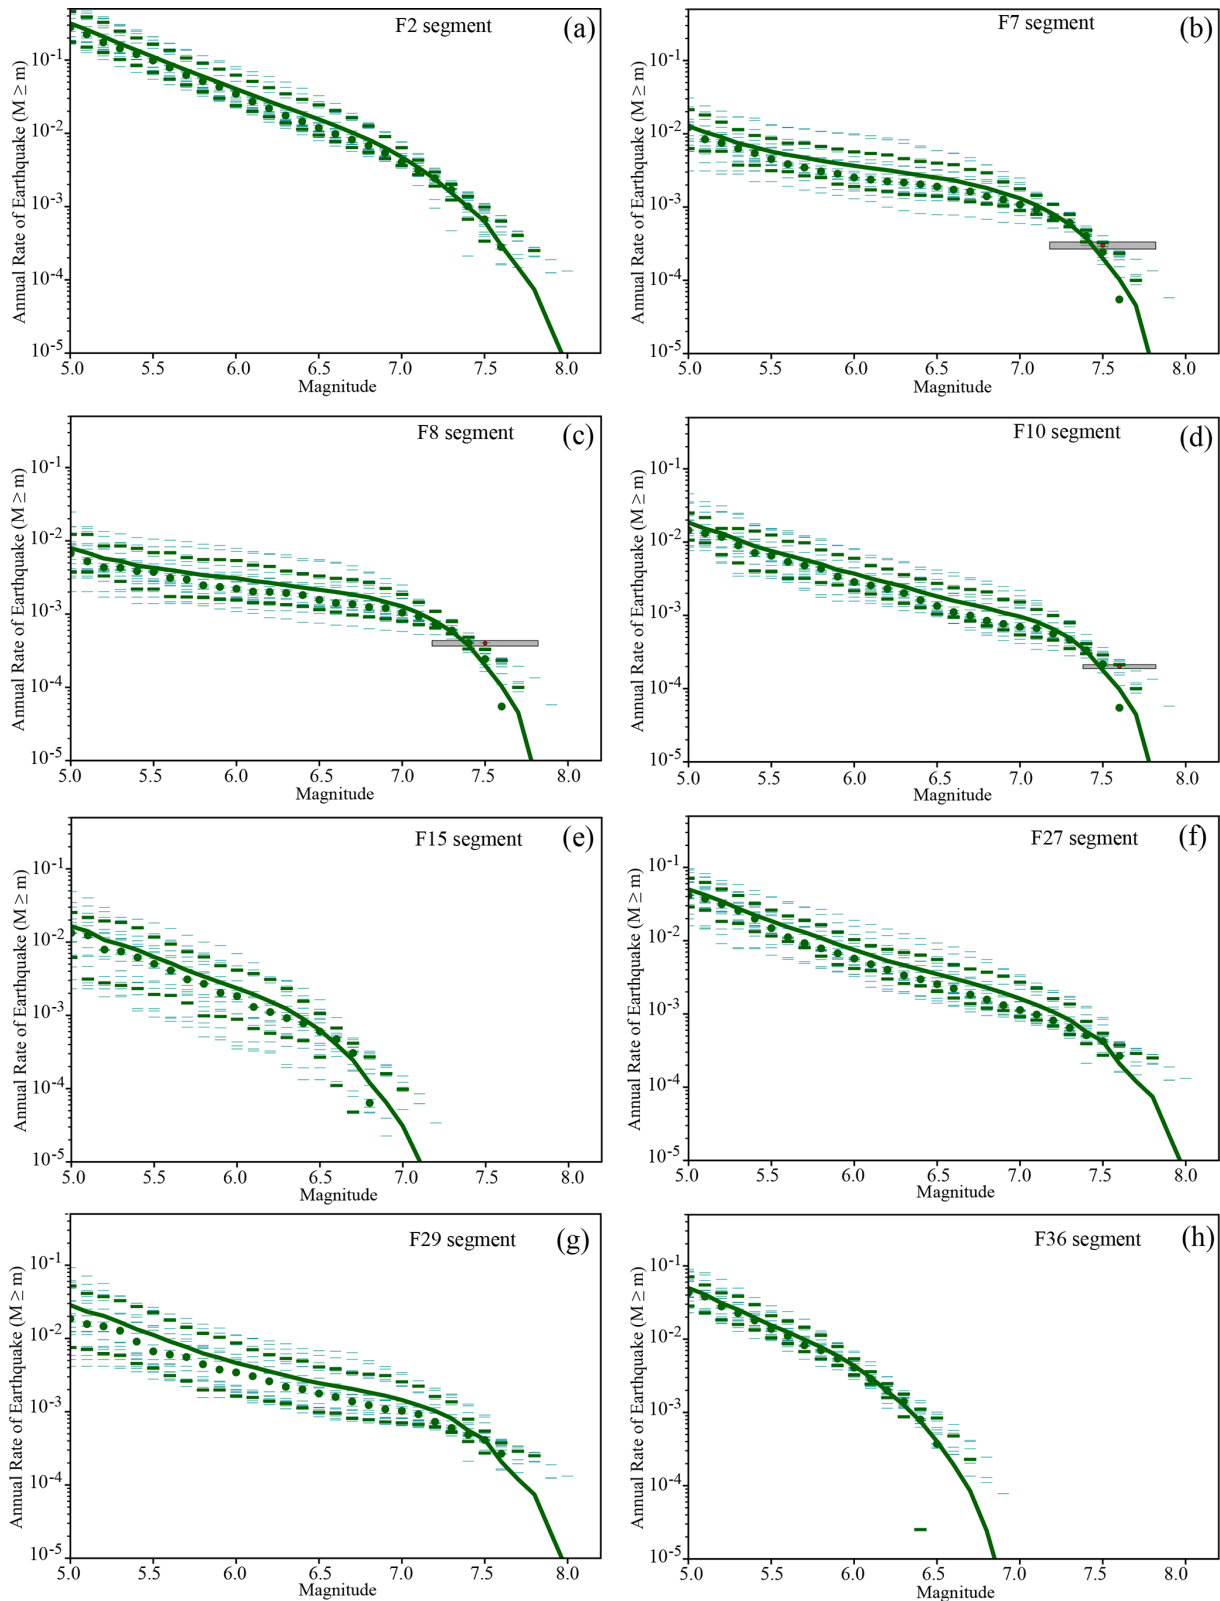 F2 segment
(a)
Annual Rate of Earthquake (M ≥ m)
10-1
10-2
10-3
10-4
10-5
5.0 5.5 6.0 6.5 7.0 7.5 8.0
Magnitude
F7 segment
(b)
Annual Rate of Earthquake (M ≥ m)
10-1
10-2
10-3
10-4
10-5
5.0 5.5 6.0 6.5 7.0 7.5 8.0
Magnitude
F8 segment
(c)
Annual Rate of Earthquake (M ≥ m)
10-1
10-2
10-3
10-4
10-5
5.0 5.5 6.0 6.5 7.0 7.5 8.0
Magnitude
F10 segment
(d)
Annual Rate of Earthquake (M ≥ m)
10-1
10-2
10-3
10-4
10-5
5.0 5.5 6.0 6.5 7.0 7.5 8.0
Magnitude
F15 segment
(e)
Annual Rate of Earthquake (M ≥ m)
10-1
10-2
10-3
10-4
10-5
5.0 5.5 6.0 6.5 7.0 7.5 8.0
Magnitude
F27 segment
(f)
Annual Rate of Earthquake (M ≥ m)
10-1
10-2
10-3
10-4
10-5
5.0 5.5 6.0 6.5 7.0 7.5 8.0
Magnitude
F29 segment
(g)
Annual Rate of Earthquake (M ≥ m)
10-1
10-2
10-3
10-4
10-5
5.0 5.5 6.0 6.5 7.0 7.5 8.0
Magnitude
F36 segment
(h)
Annual Rate of Earthquake (M ≥ m)
10-1
10-2
10-3
10-4
10-5
5.0 5.5 6.0 6.5 7.0 7.5 8.0
Magnitude